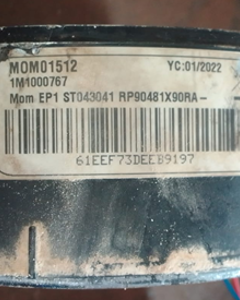 MOM01512 YC:01/2022
1M1000767
Mom EP1 ST043041 RP90481X90RA-
61EEF73DEEB9197